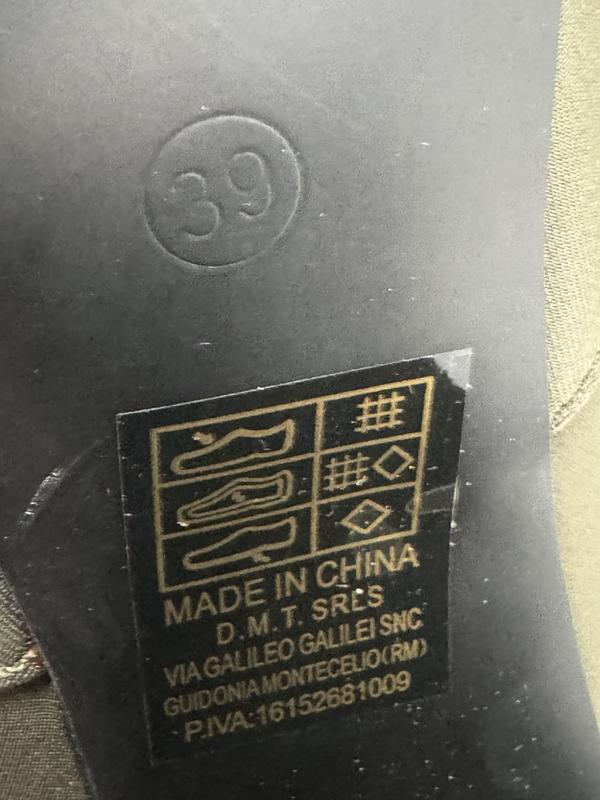 39
MADE IN CHINA
D.M.T. SRLS
VIA GALILEO GALILEI SNC
GUIDONIA MONTECELIO(RM)
P.IVA:16152681009